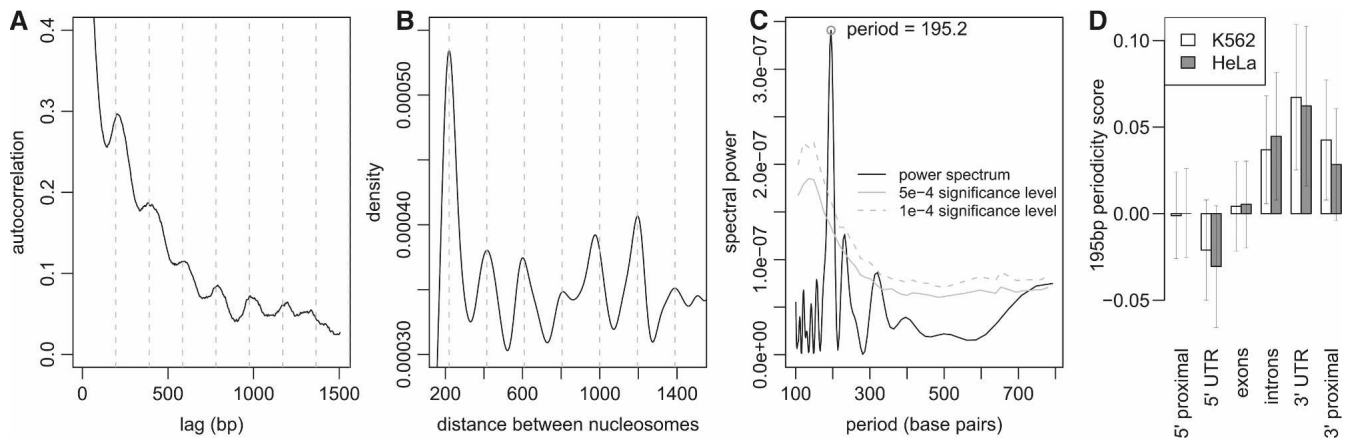 A
autocorrelation
0.4
0.3
0.2
0.1
0.0
0
500
1000
1500
lag (bp)
B
density
0.00050
0.00040
0.00030
200
600
1000
1400
distance between nucleosomes
C
period = 195.2
spectral power
3.0e-07
2.0e-07
1.0e-07
0.0e+00
power spectrum
5e-4 significance level
1e-4 significance level
100
300
500
700
period (base pairs)
D
K562
HeLa
195bp periodicity score
0.10
0.05
0.00
-0.05
5' proximal
5' UTR
exons
introns
3' UTR
3' proximal